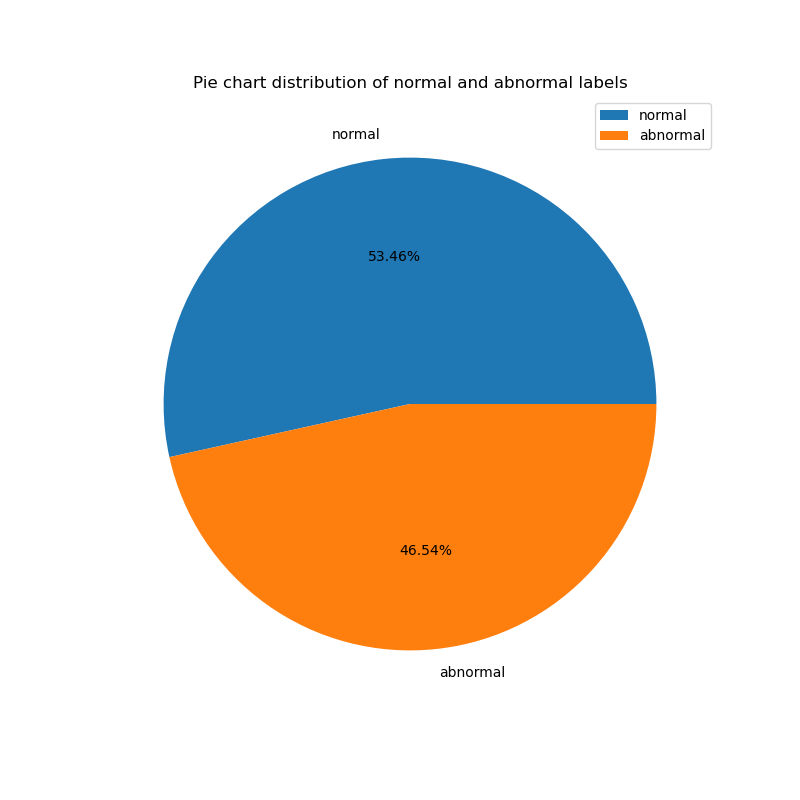 Pie chart distribution of normal and abnormal labels
normal
abnormal
normal
53.46%
46.54%
abnormal